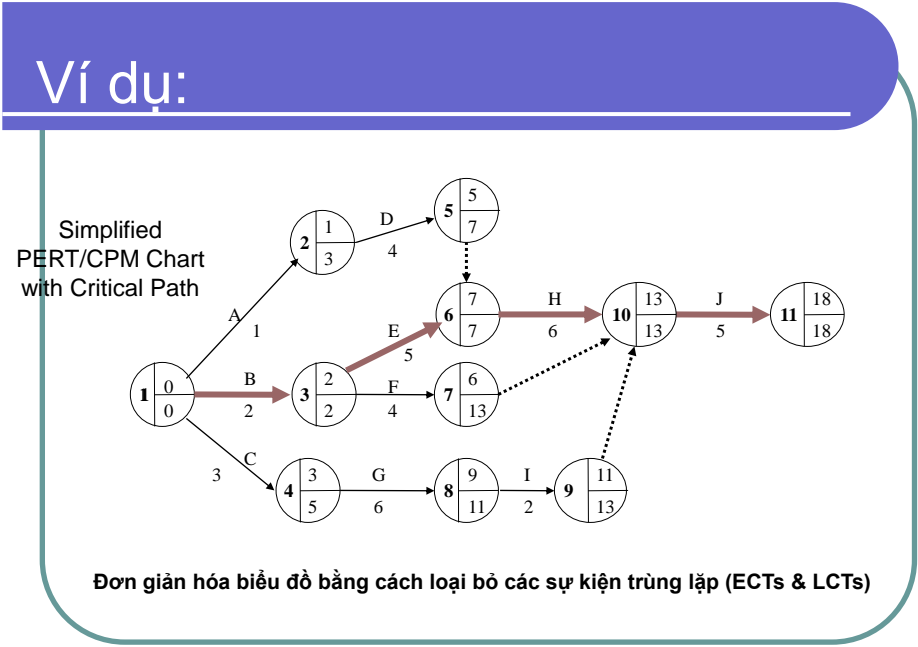 Ví dụ:
Simplified
PERT/CPM Chart
with Critical Path
5 5 7
D
4
2 1 3
A
1
6 7 7
H
6
10 13 13
J
5
11 18 18
E
5
1 0 0
B
2
3 2 2
F
4
7 6 13
C
3
4 3 5
G
6
8 9 11
I
2
9 11 13
Đơn giản hóa biểu đồ bằng cách loại bỏ các sự kiện trùng lặp (ECTs & LCTs)